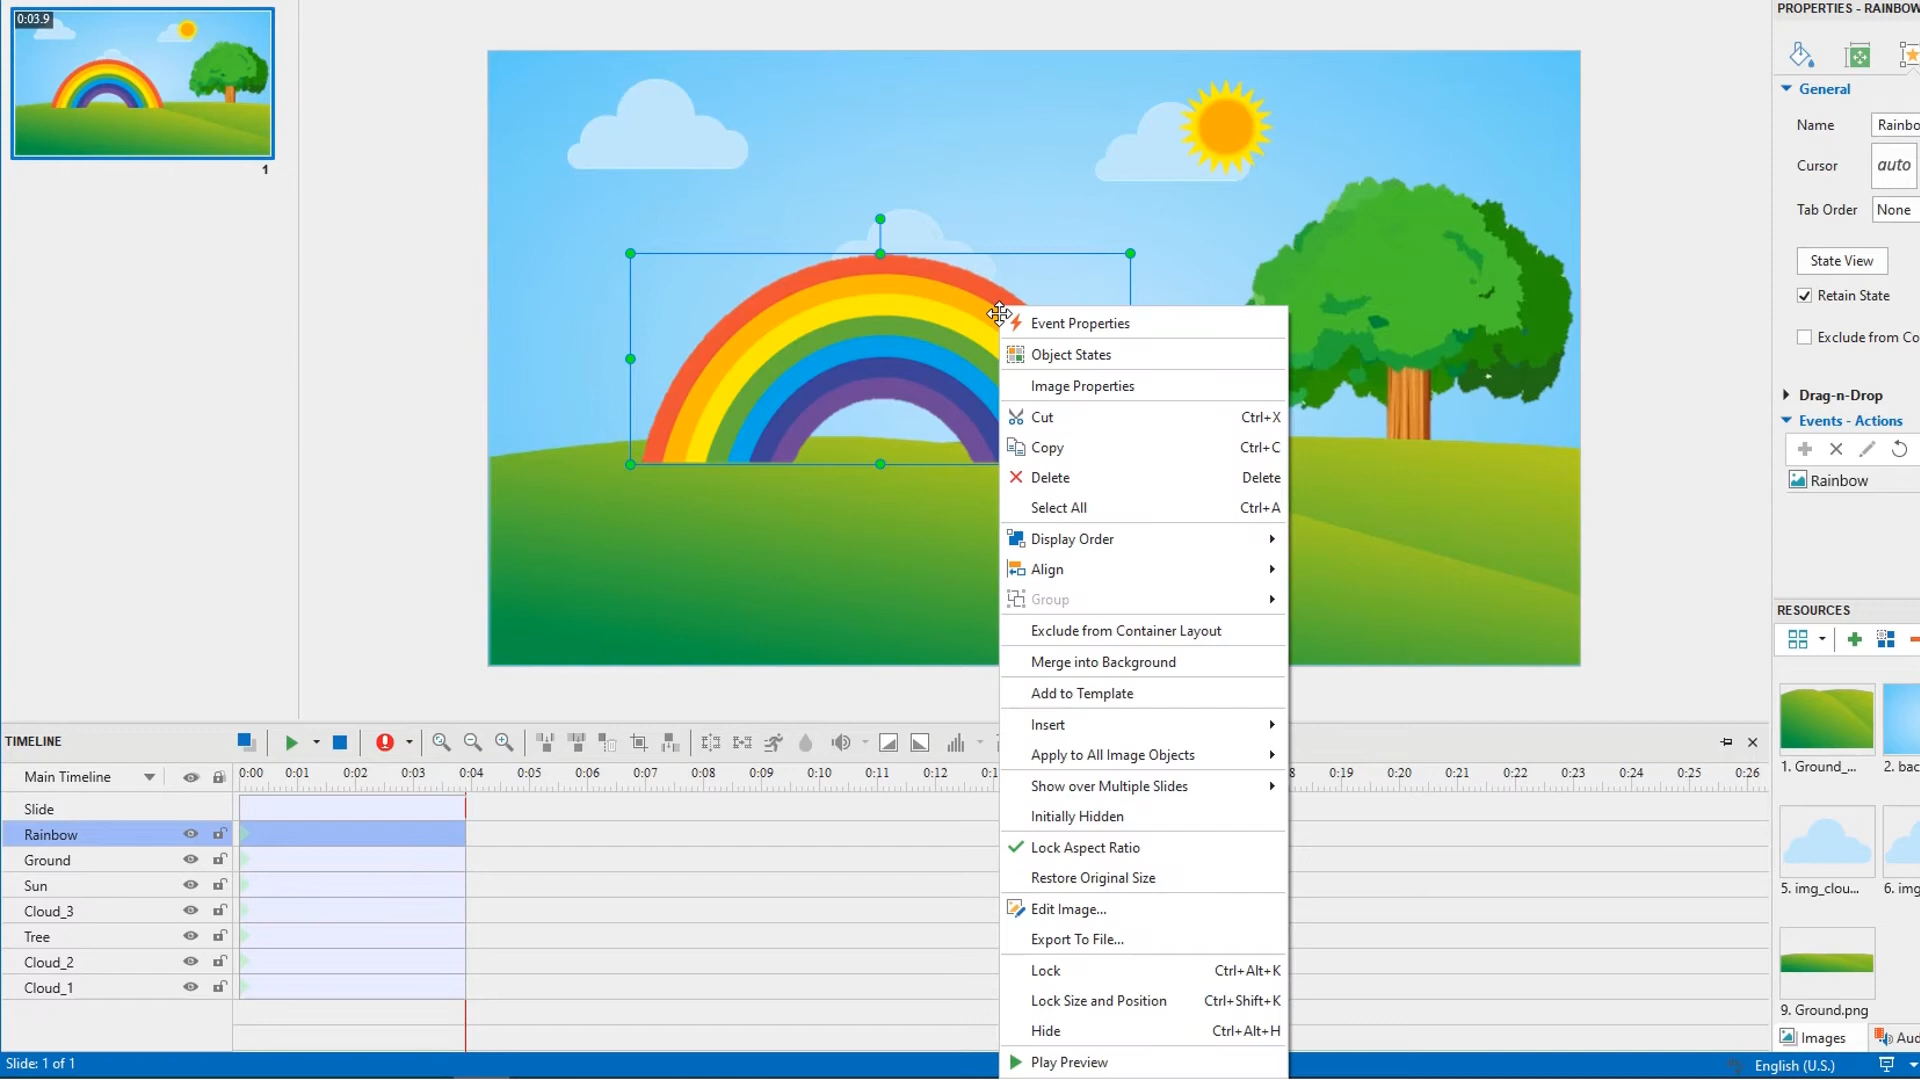 0:03.9
1
PROPERTIES - RAINBOW
General
Name
Rainbo
Cursor
auto
Tab Order
None
State View
Retain State
Exclude from Co
Drag-n-Drop
Events - Actions
Rainbow
Event Properties
Object States
Image Properties
Cut Ctrl+X
Copy Ctrl+C
Delete Delete
Select All Ctrl+A
Display Order
Align
Group
Exclude from Container Layout
Merge into Background
Add to Template
Insert
Apply to All Image Objects
Show over Multiple Slides
Initially Hidden
Lock Aspect Ratio
Restore Original Size
Edit Image...
Export To File...
Lock Ctrl+Alt+K
Lock Size and Position Ctrl+Shift+K
Hide Ctrl+Alt+H
Play Preview
RESOURCES
1. Ground_...
2. bac
5. img_clou...
6. img
9. Ground.png
Images
Aud
TIMELINE
Main Timeline
0:00 0:01 0:02 0:03 0:04 0:05 0:06 0:07 0:08 0:09 0:10 0:11 0:12 0:1 8 0:19 0:20 0:21 0:22 0:23 0:24 0:25 0:26
Slide
Rainbow
Ground
Sun
Cloud_3
Tree
Cloud_2
Cloud_1
Slide: 1 of 1
English (U.S.)